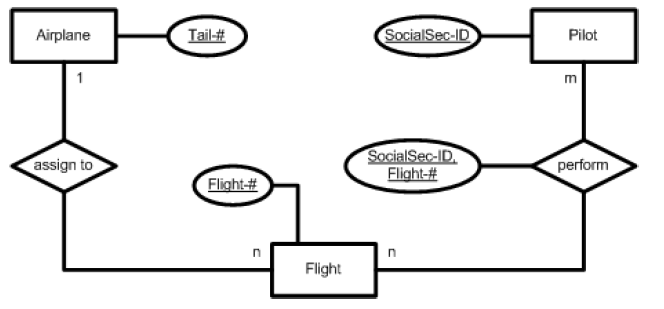 Airplane
Tail-#
SocialSec-ID
Pilot
1
m
assign to
SocialSec-ID,
Flight-#
perform
Flight-#
n
Flight
n